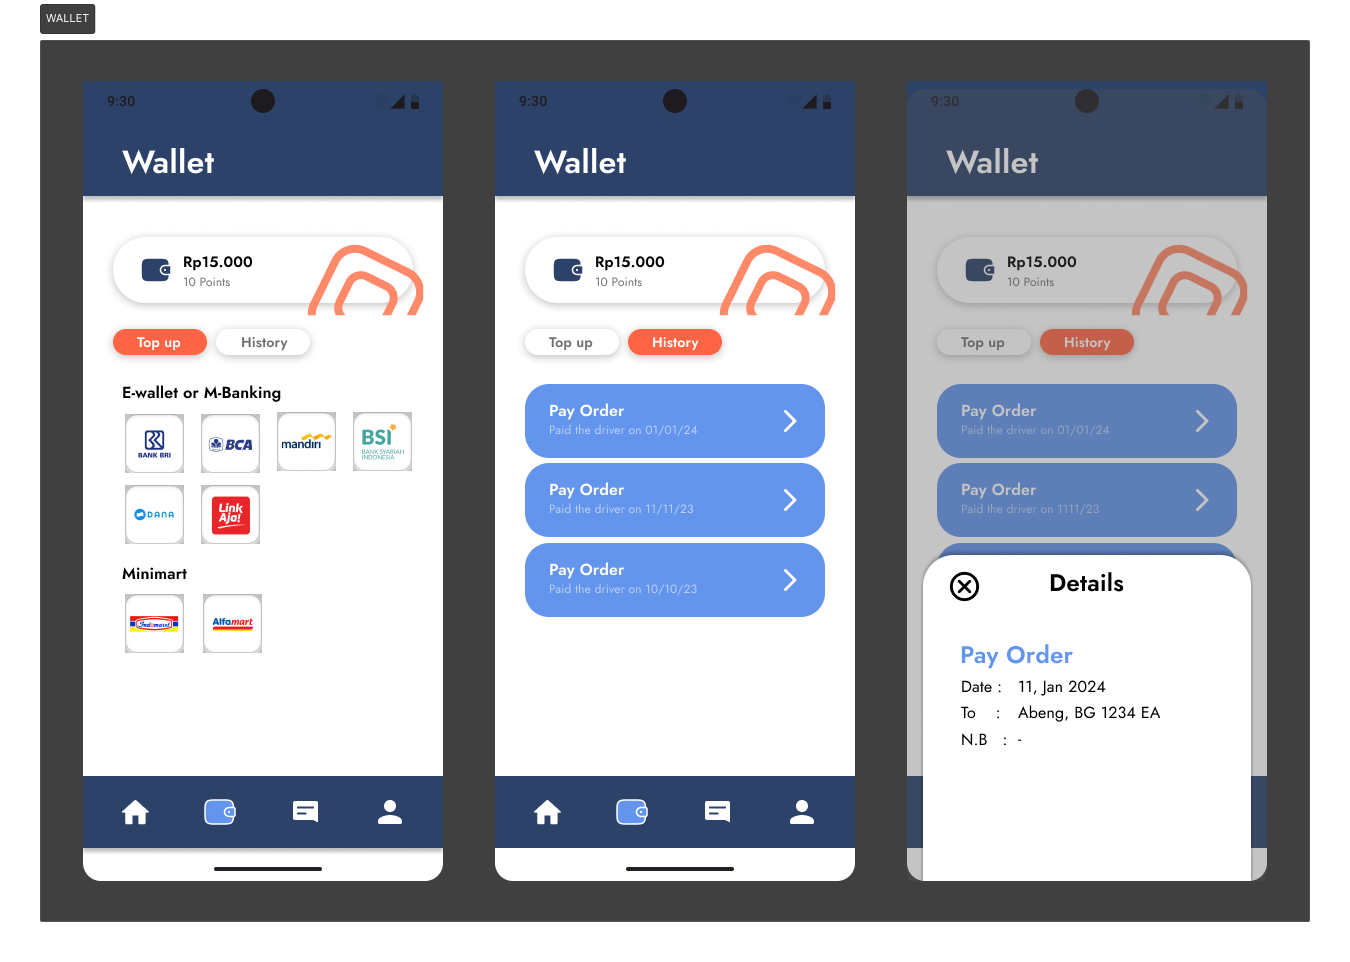 WALLET
9:30
Wallet
Rp15.000
10 Points
Top up
History
E-wallet or M-Banking
BANK BRI
BCA
mandiri
BSI
BANK SYARIAH
INDONESIA
DANA
Link
Aja!
Minimart
Indomaret
Alfamart
9:30
Wallet
Rp15.000
10 Points
Top up
History
Pay Order
Paid the driver on 01/01/24
Pay Order
Paid the driver on 11/11/23
Pay Order
Paid the driver on 10/10/23
9:30
Wallet
Rp15.000
10 Points
Top up
History
Pay Order
Paid the driver on 01/01/24
Pay Order
Paid the driver on 1111/23
Details
Pay Order
Date : 11, Jan 2024
To : Abeng, BG 1234 EA
N.B : -